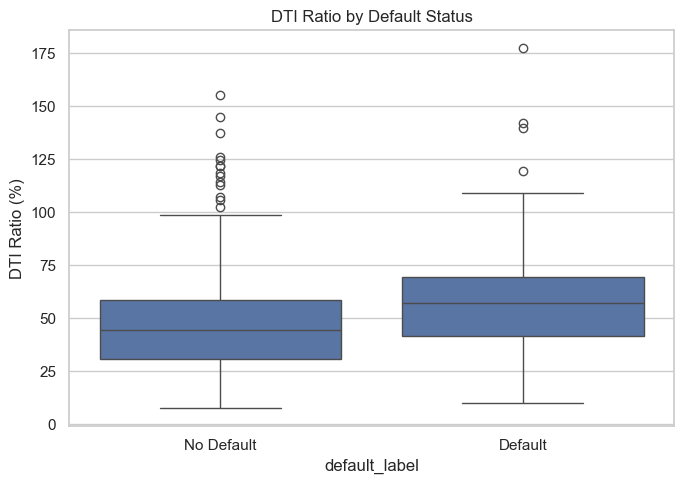 DTI Ratio by Default Status
DTI Ratio (%)
175
150
125
100
75
50
25
0
No Default
Default
default_label